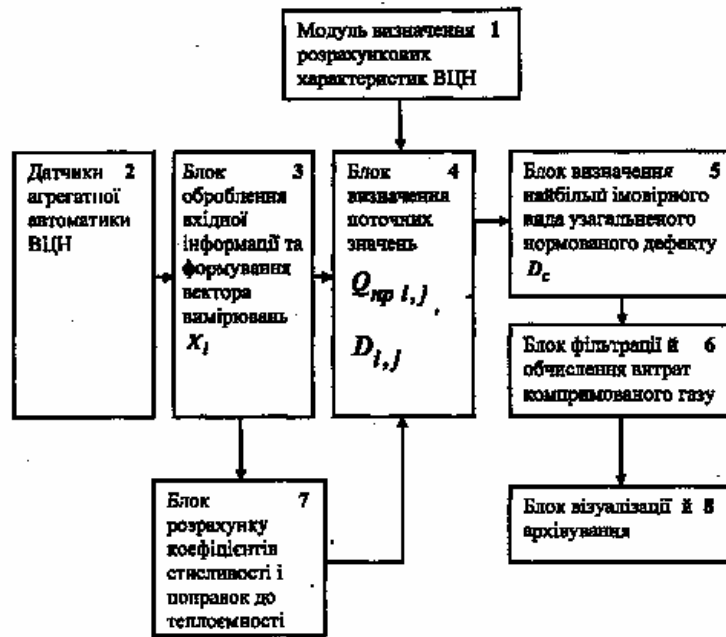 Модуль визначення 1
розрахункових
характеристик ВЦН
Датчики 2
агрегатної
автоматики
ВЦН
Блок 3
оброблення
вхідної
інформації та
формування
вектора
вимірювань
X_i
Блок 4
визначення
поточних
значень
Q_пр i,j ,
D_i,j
Блок визначення 5
найбільш імовірного
вида узагальненого
нормованого дефекту
D_c
Блок фільтрації й 6
обчислення витрат
компримованого газу
Блок 7
розрахунку
коефіцієнтів
стисливості і
поправок до
теплоємності
Блок візуалізації й 8
архівування